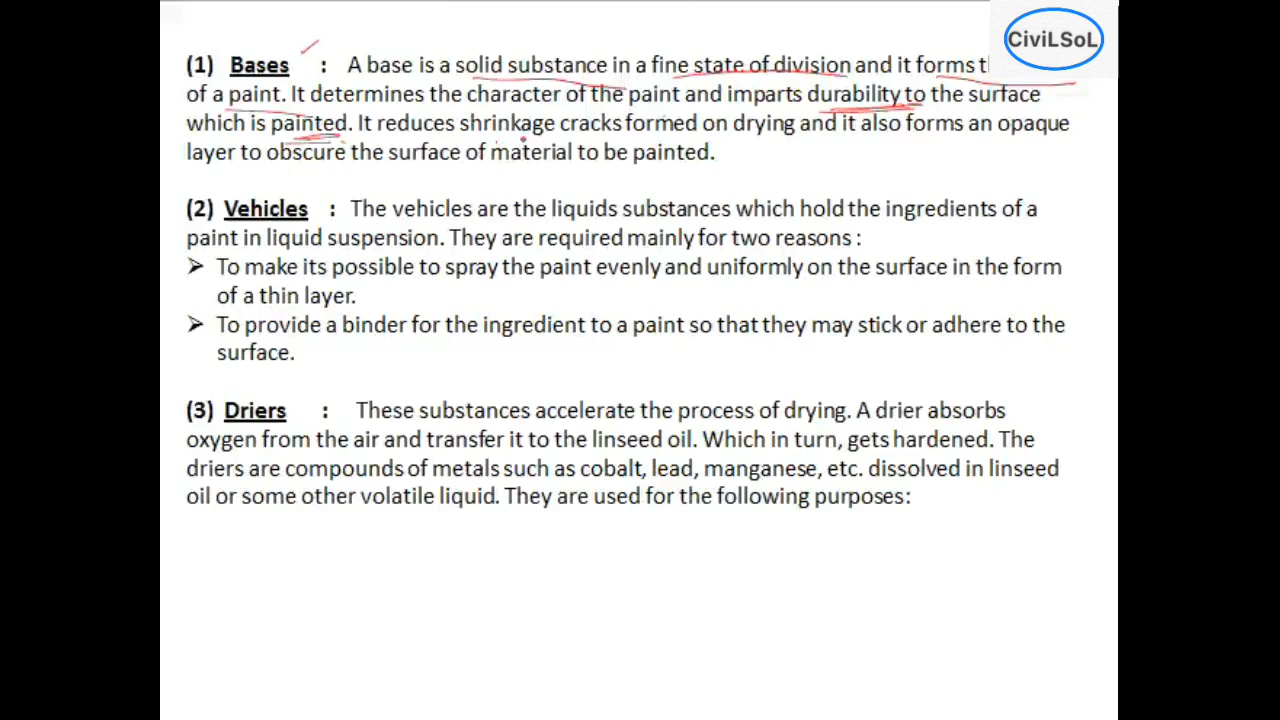 CiviLSoL
(1) Bases : A base is a solid substance in a fine state of division and it forms
of a paint. It determines the character of the paint and imparts durability to the surface
which is painted. It reduces shrinkage cracks formed on drying and it also forms an opaque
layer to obscure the surface of material to be painted.
(2) Vehicles : The vehicles are the liquids substances which hold the ingredients of a
paint in liquid suspension. They are required mainly for two reasons :
➢ To make its possible to spray the paint evenly and uniformly on the surface in the form
of a thin layer.
➢ To provide a binder for the ingredient to a paint so that they may stick or adhere to the
surface.
(3) Driers : These substances accelerate the process of drying. A drier absorbs
oxygen from the air and transfer it to the linseed oil. Which in turn, gets hardened. The
driers are compounds of metals such as cobalt, lead, manganese, etc. dissolved in linseed
oil or some other volatile liquid. They are used for the following purposes: